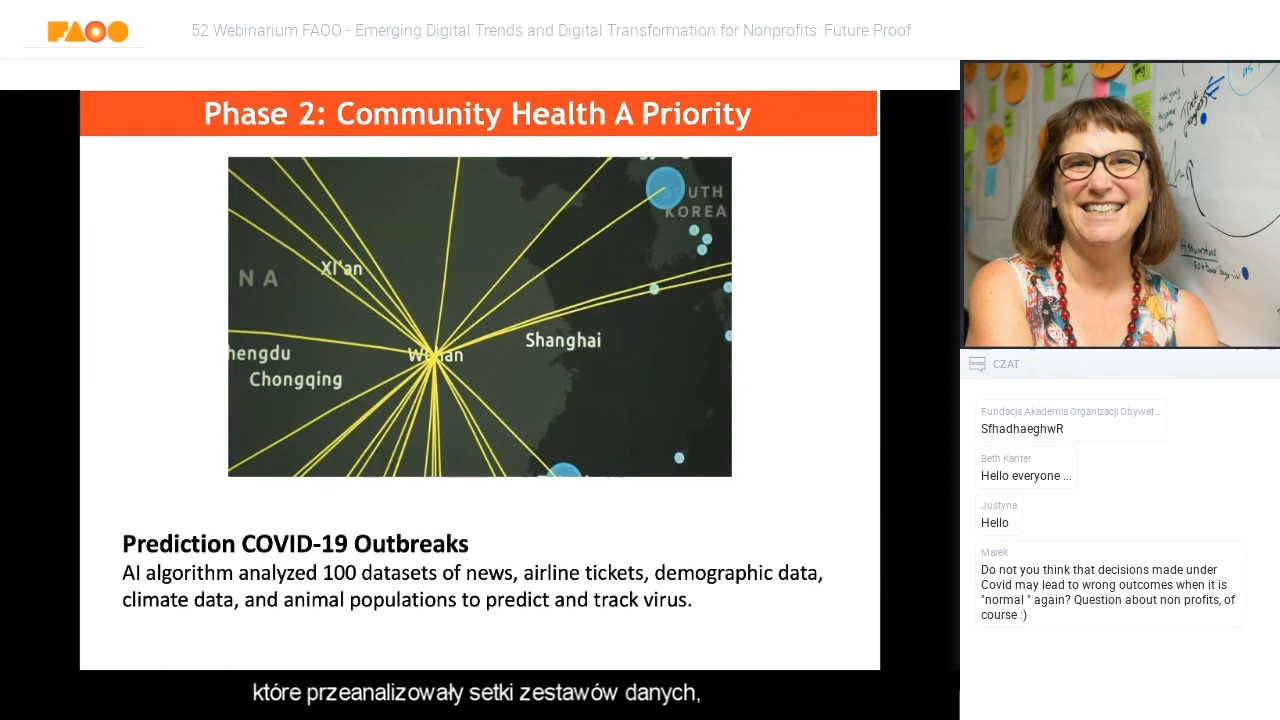 FAOO
52 Webinarium FAOO - Emerging Digital Trends and Digital Transformation for Nonprofits: Future Proof
Phase 2: Community Health A Priority
SOUTH
KOREA
N A
Xi'an
Wuhan
Shanghai
hengdu
Chongqing
Prediction COVID-19 Outbreaks
AI algorithm analyzed 100 datasets of news, airline tickets, demographic data,
climate data, and animal populations to predict and track virus.
które przeanalizowały setki zestawów danych,
CZAT
Fundacja Akademia Organizacji Obywat...
SfhadhaeghwR
Beth Kanter
Hello everyone ...
Justyna
Hello
Marek
Do not you think that decisions made under
Covid may lead to wrong outcomes when it is
"normal " again? Question about non profits, of
course :)